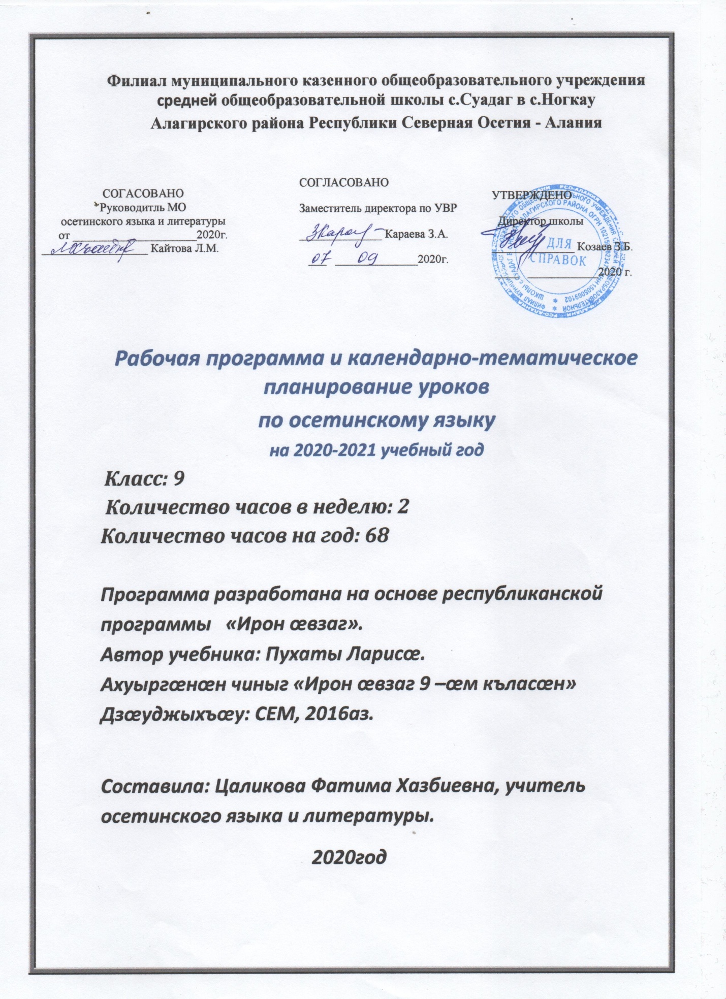 Филиал муниципального казенного общеобразовательного учреждения
средней общеобразовательной школы с.Суадаг в с.Ногкау
Алагирского района Республики Северная Осетия - Алания
СОГАСОВАНО
Руководитль МО
осетинского языка и литературы
от ____________________2020г.
_________________ Кайтова Л.М.
СОГЛАСОВАНО
Заместитель директора по УВР
_____________ Караева З.А.
07 09 2020г.
УТВЕРЖДЕНО
Директор школы
_____________ Козаев З.Б.
___ ____________2020 г.
ДЛЯ
СПРАВОК
Рабочая программа и календарно-тематическое
планирование уроков
по осетинскому языку
на 2020-2021 учебный год
Класс: 9
Количество часов в неделю: 2
Количество часов на год: 68
Программа разработана на основе республиканской
программы «Ирон æвзаг».
Автор учебника: Пухаты Ларисæ.
Ахуыргæнæн чиныг «Ирон æвзаг 9 –æм къласæн»
Дзæуджыхъæу: СЕМ, 2016аз.
Составила: Цаликова Фатима Хазбиевна, учитель
осетинского языка и литературы.
2020год